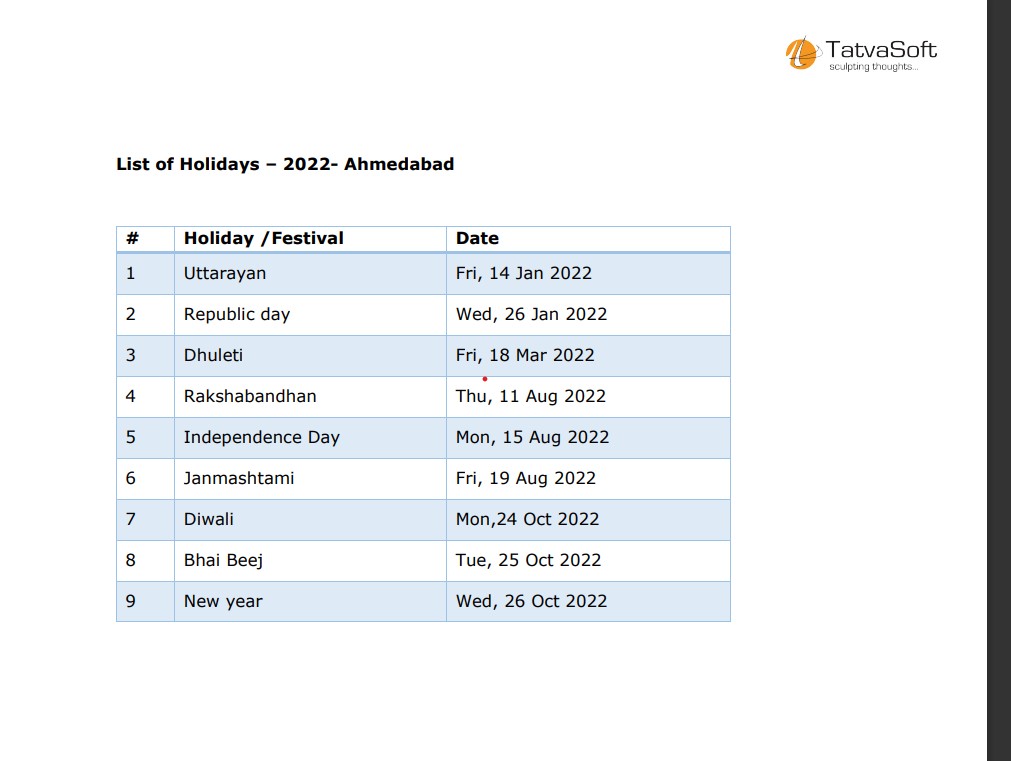 TatvaSoft
sculpting thoughts...
List of Holidays – 2022- Ahmedabad
# Holiday /Festival Date
1 Uttarayan Fri, 14 Jan 2022
2 Republic day Wed, 26 Jan 2022
3 Dhuleti Fri, 18 Mar 2022
4 Rakshabandhan Thu, 11 Aug 2022
5 Independence Day Mon, 15 Aug 2022
6 Janmashtami Fri, 19 Aug 2022
7 Diwali Mon,24 Oct 2022
8 Bhai Beej Tue, 25 Oct 2022
9 New year Wed, 26 Oct 2022